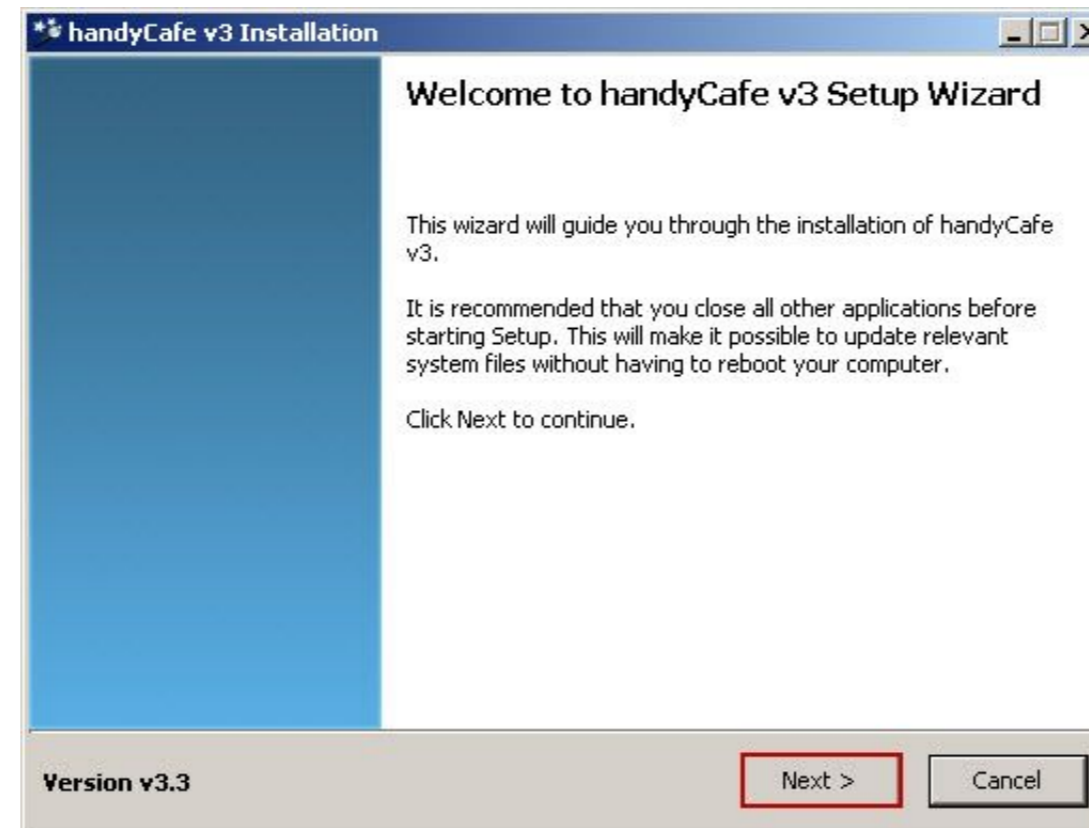 handyCafe v3 Installation
Welcome to handyCafe v3 Setup Wizard
This wizard will guide you through the installation of handyCafe
v3.
It is recommended that you close all other applications before
starting Setup. This will make it possible to update relevant
system files without having to reboot your computer.
Click Next to continue.
Version v3.3
Next >
Cancel